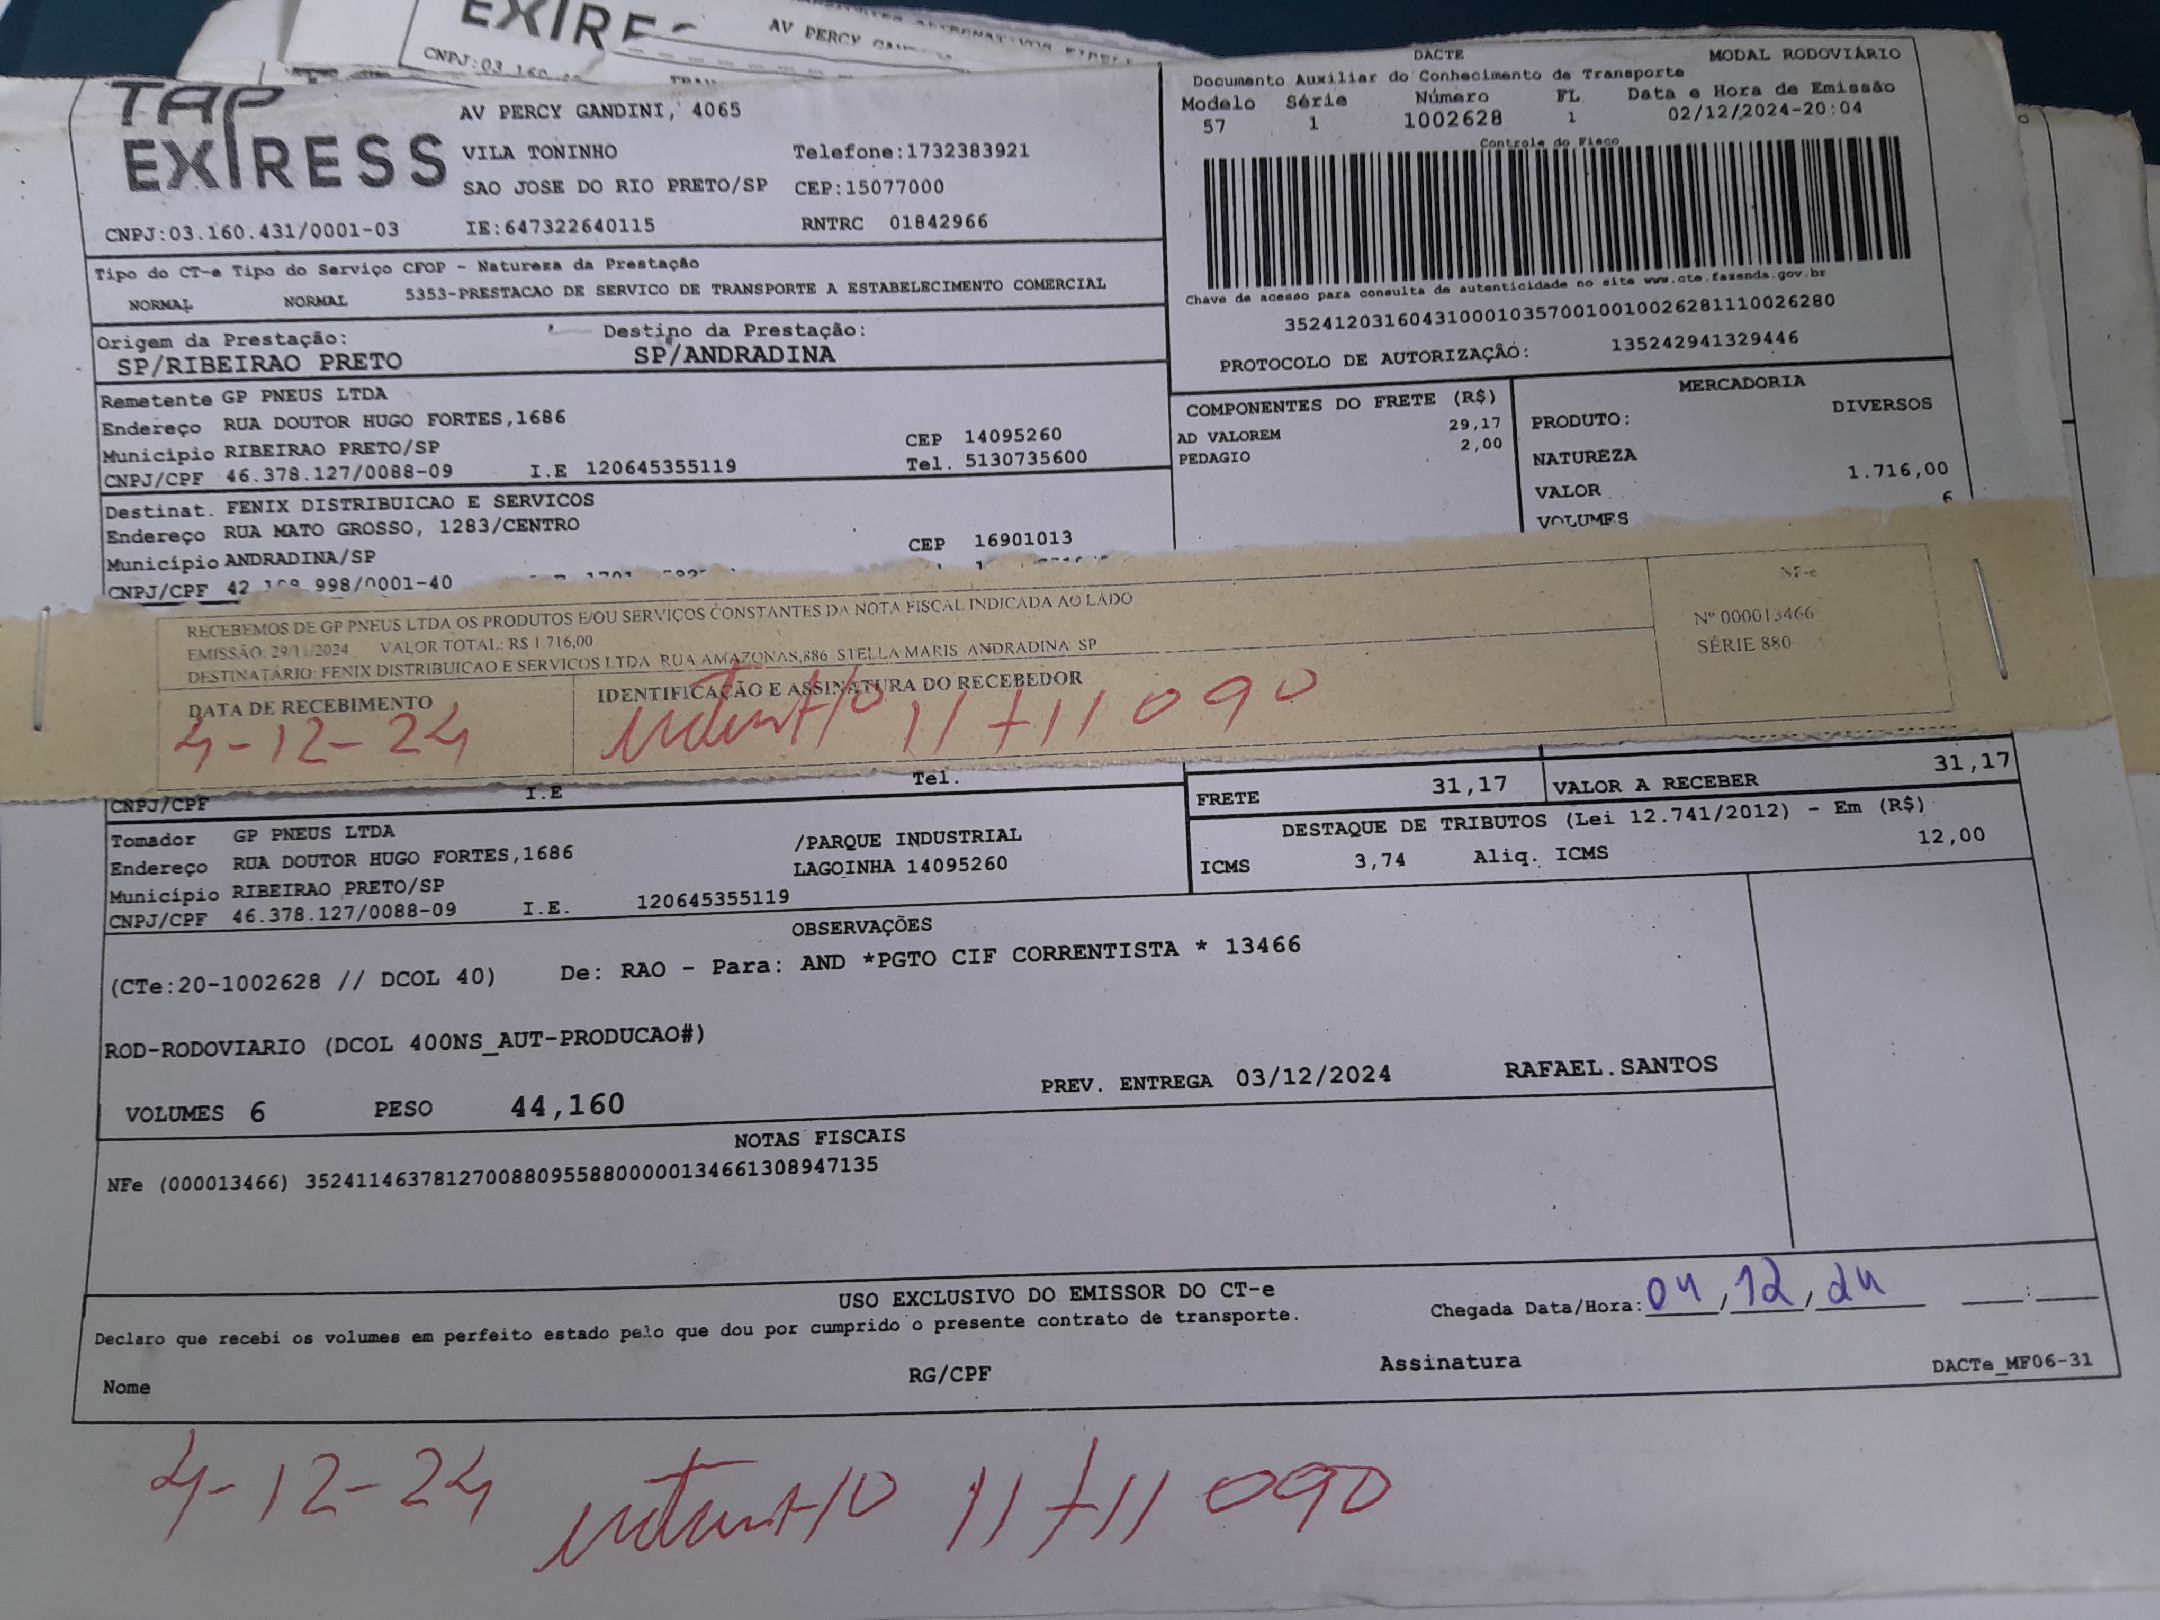 EXPRE
AV PERCY
CNPJ:03.160
TAP
EXPRESS
AV PERCY GANDINI, 4065
VILA TONINHO Telefone:1732383921
SAO JOSE DO RIO PRETO/SP CEP:15077000
CNPJ:03.160.431/0001-03 IE:647322640115 RNTRC 01842966
DACTE MODAL RODOVIÁRIO
Documento Auxiliar do Conhecimento de Transporte
Modelo Série Número FL Data e Hora de Emissão
57 1 1002628 1 02/12/2024-20:04
Controle do Fisco
Chave de acesso para consulta de autenticidade no site www.cte.fazenda.gov.br
35241203160431000103570010010026281110026280
PROTOCOLO DE AUTORIZAÇÃO: 135242941329446
Tipo do CT-e Tipo do Serviço CFOP - Natureza da Prestação
NORMAL NORMAL 5353-PRESTACAO DE SERVICO DE TRANSPORTE A ESTABELECIMENTO COMERCIAL
Origem da Prestação: Destino da Prestação:
SP/RIBEIRAO PRETO SP/ANDRADINA
Remetente GP PNEUS LTDA
Endereço RUA DOUTOR HUGO FORTES,1686
Município RIBEIRAO PRETO/SP CEP 14095260
CNPJ/CPF 46.378.127/0088-09 I.E 120645355119 Tel. 5130735600
COMPONENTES DO FRETE (R$)
AD VALOREM 29,17
PEDAGIO 2,00
MERCADORIA
PRODUTO: DIVERSOS
NATUREZA
VALOR 1.716,00
VOLUMES 6
Destinat. FENIX DISTRIBUICAO E SERVICOS
Endereço RUA MATO GROSSO, 1283/CENTRO
Município ANDRADINA/SP CEP 16901013
CNPJ/CPF 998/0001-40
RECEBEMOS DE GP PNEUS LTDA OS PRODUTOS E/OU SERVIÇOS CONSTANTES DA NOTA FISCAL INDICADA AO LADO
EMISSÃO: 29/11/2024 VALOR TOTAL: R$ 1.716,00
DESTINATÁRIO: FENIX DISTRIBUICAO E SERVICOS LTDA RUA AMAZONAS,886 STELLA MARIS ANDRADINA SP
NF-e
Nº 000013466
SÉRIE 880
DATA DE RECEBIMENTO IDENTIFICAÇÃO E ASSINATURA DO RECEBEDOR
4-12-24
CNPJ/CPF I.E Tel.
FRETE 31,17 VALOR A RECEBER 31,17
DESTAQUE DE TRIBUTOS (Lei 12.741/2012) - Em (R$)
ICMS 3,74 Aliq. ICMS 12,00
Tomador GP PNEUS LTDA
Endereço RUA DOUTOR HUGO FORTES,1686 /PARQUE INDUSTRIAL
LAGOINHA 14095260
Município RIBEIRAO PRETO/SP
CNPJ/CPF 46.378.127/0088-09 I.E. 120645355119
OBSERVAÇÕES
(CTe:20-1002628 // DCOL 40) De: RAO - Para: AND *PGTO CIF CORRENTISTA * 13466
ROD-RODOVIARIO (DCOL 400NS_AUT-PRODUCAO#)
PREV. ENTREGA 03/12/2024 RAFAEL.SANTOS
VOLUMES 6 PESO 44,160
NOTAS FISCAIS
NFe (000013466) 35241146378127008809558800000134661308947135
USO EXCLUSIVO DO EMISSOR DO CT-e
Declaro que recebi os volumes em perfeito estado pelo que dou por cumprido o presente contrato de transporte.
Chegada Data/Hora: 04,12,24 :
Nome RG/CPF Assinatura DACTe_MF06-31
4-12-24